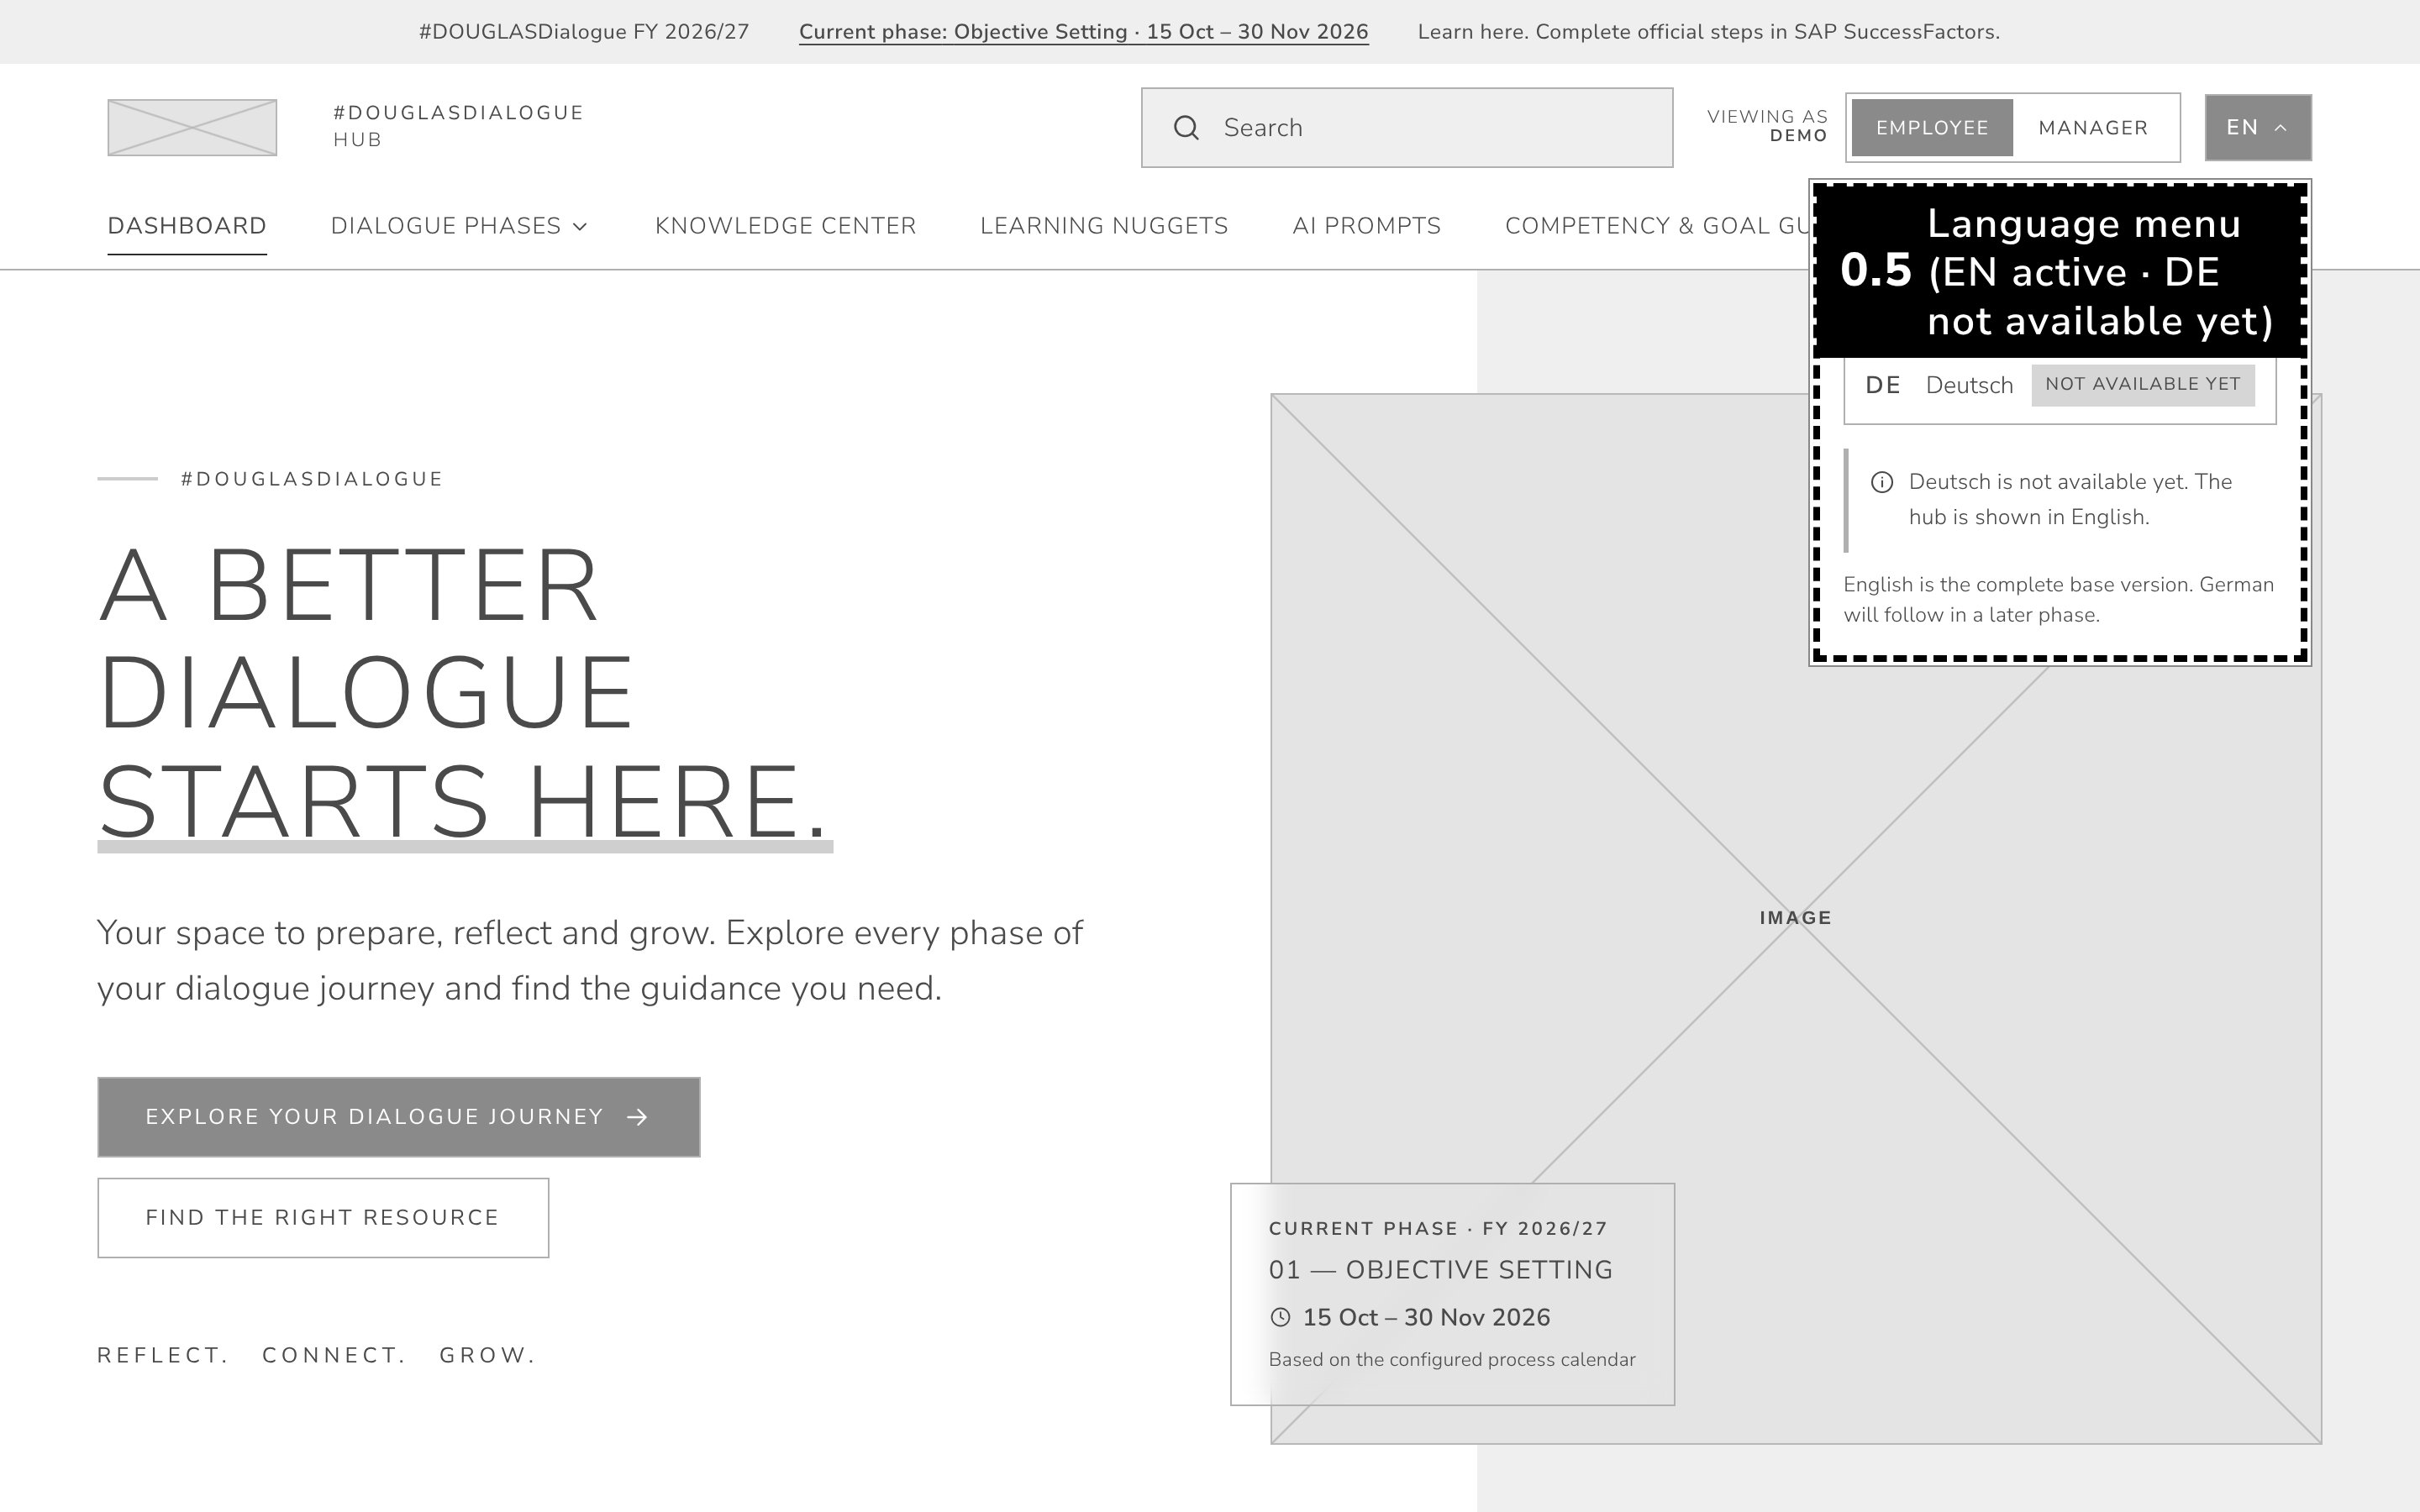 #DOUGLASDialogue FY 2026/27 Current phase: Objective Setting · 15 Oct – 30 Nov 2026 Learn here. Complete official steps in SAP SuccessFactors.
#DOUGLASDIALOGUE
HUB
Search
VIEWING AS
DEMO
EMPLOYEE MANAGER
EN
DASHBOARD DIALOGUE PHASES KNOWLEDGE CENTER LEARNING NUGGETS AI PROMPTS COMPETENCY & GOAL GU
0.5 Language menu
(EN active · DE
not available yet)
DE Deutsch NOT AVAILABLE YET
Deutsch is not available yet. The
hub is shown in English.
English is the complete base version. German
will follow in a later phase.
#DOUGLASDIALOGUE
A BETTER
DIALOGUE
STARTS HERE.
Your space to prepare, reflect and grow. Explore every phase of
your dialogue journey and find the guidance you need.
EXPLORE YOUR DIALOGUE JOURNEY
FIND THE RIGHT RESOURCE
REFLECT. CONNECT. GROW.
IMAGE
CURRENT PHASE · FY 2026/27
01 — OBJECTIVE SETTING
15 Oct – 30 Nov 2026
Based on the configured process calendar